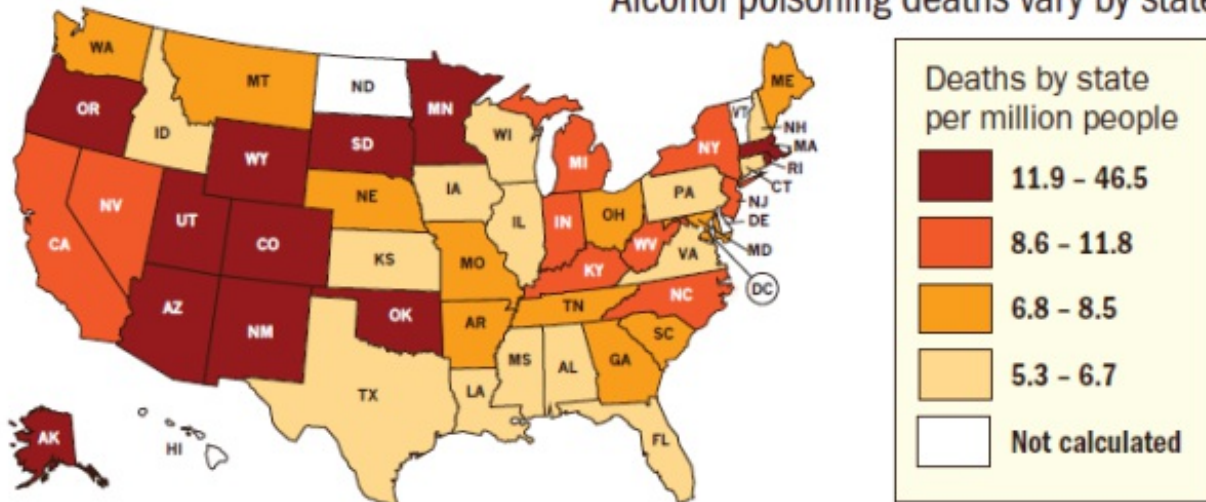 Alcohol poisoning deaths vary by state
WA
MT
ND
MN
ME
OR
ID
WY
SD
WI
MI
NY
VT
NH
MA
RI
CT
NV
UT
CO
NE
IA
IL
IN
OH
PA
NJ
DE
MD
CA
KS
MO
KY
WV
VA
DC
AZ
NM
OK
AR
TN
NC
SC
TX
LA
MS
AL
GA
FL
AK
HI
Deaths by state
per million people
11.9 – 46.5
8.6 – 11.8
6.8 – 8.5
5.3 – 6.7
Not calculated